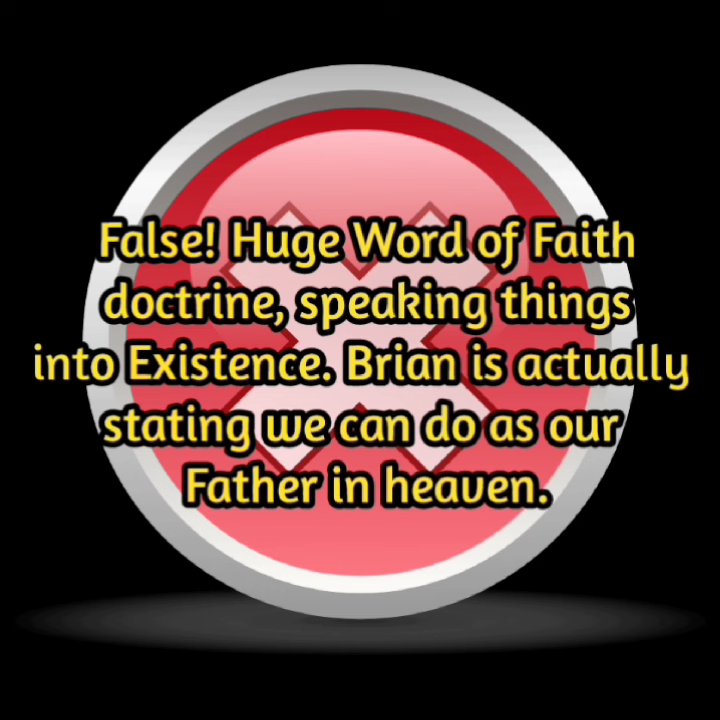 False! Huge Word of Faith
doctrine, speaking things
into Existence. Brian is actually
stating we can do as our
Father in heaven.